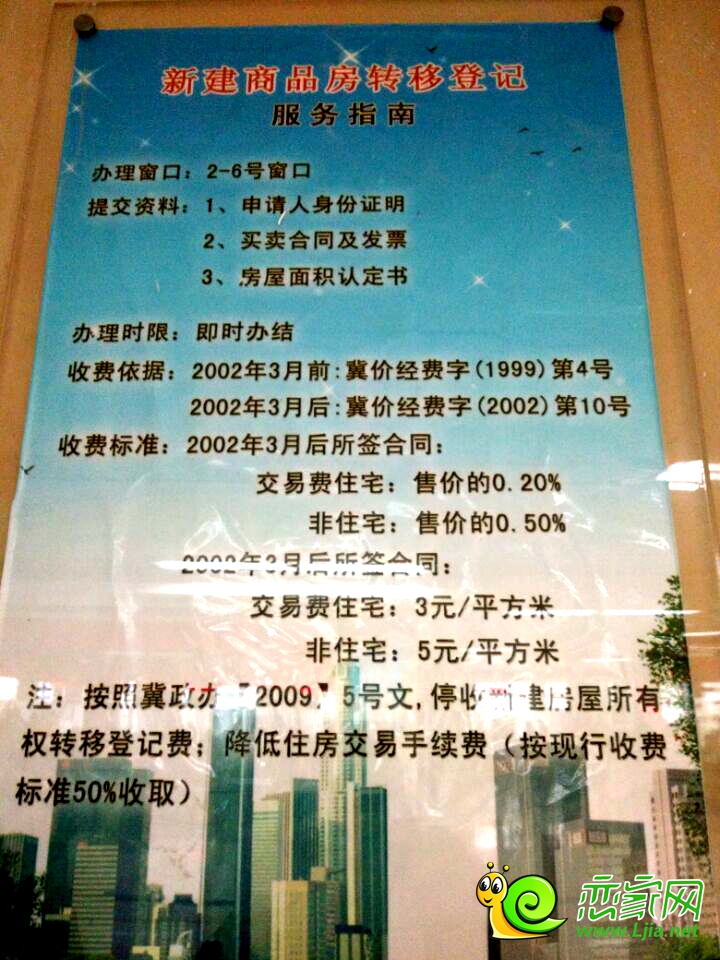 新建商品房转移登记
服务指南
办理窗口：2-6号窗口
提交资料：1、申请人身份证明
2、买卖合同及发票
3、房屋面积认定书
办理时限：即时办结
收费依据：2002年3月前:冀价经费字(1999)第4号
2002年3月后:冀价经费字(2002)第10号
收费标准：2002年3月后所签合同：
交易费住宅：售价的0.20%
非住宅：售价的0.50%
2002年3月后所签合同：
交易费住宅：3元/平方米
非住宅：5元/平方米
注：按照冀政办【2009】5号文,停收新建房屋所有
权转移登记费；降低住房交易手续费（按现行收费
标准50%收取）
恋家网
www.Ljia.net